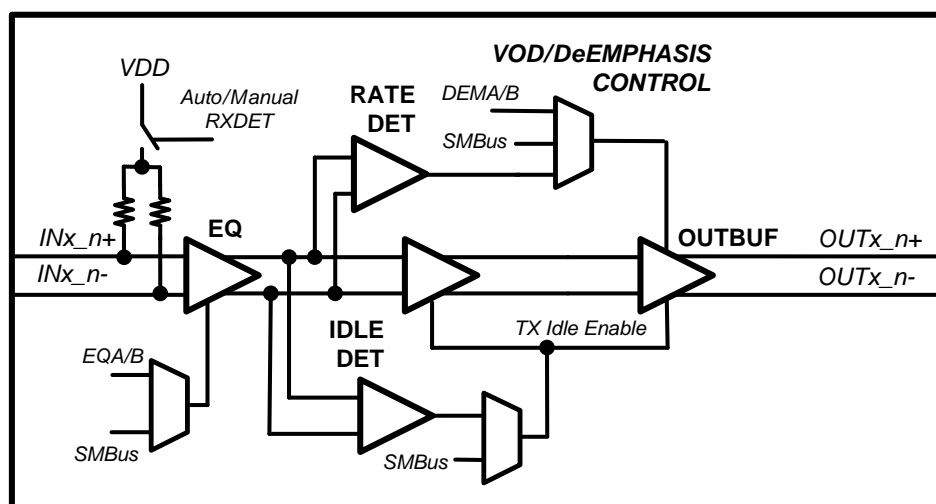 VOD/DeEMPHASIS
CONTROL
VDD
Auto/Manual
RXDET
RATE
DET
DEMA/B
SMBus
EQ
INx_n+
INx_n-
OUTBUF
OUTx_n+
OUTx_n-
IDLE
DET
TX Idle Enable
EQA/B
SMBus
SMBus